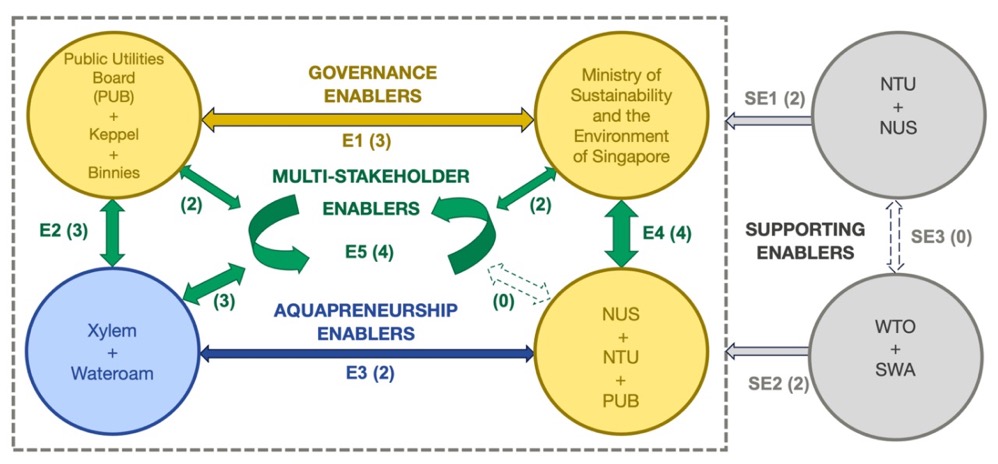 Public Utilities
Board
(PUB)
+
Keppel
+
Binnies
GOVERNANCE
ENABLERS
E1 (3)
Ministry of
Sustainability
and the
Environment
of Singapore
SE1 (2)
NTU
+
NUS
MULTI-STAKEHOLDER
ENABLERS
E5 (4)
(2)
(2)
E2 (3)
E4 (4)
(3)
(0)
SUPPORTING
ENABLERS
SE3 (0)
Xylem
+
Wateroam
AQUAPRENEURSHIP
ENABLERS
E3 (2)
NUS
+
NTU
+
PUB
SE2 (2)
WTO
+
SWA